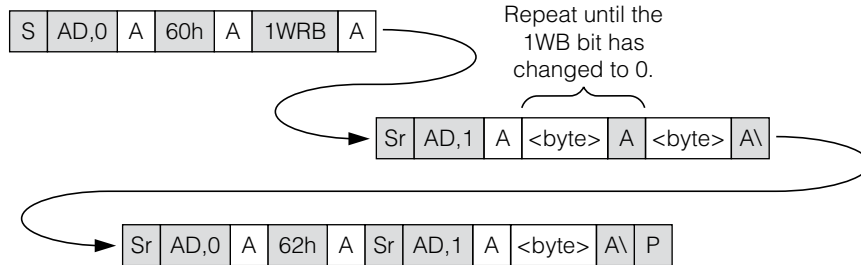 S AD,0 A 60h A 1WRB A
Repeat until the
1WB bit has
changed to 0.
Sr AD,1 A <byte> A <byte> A\
Sr AD,0 A 62h A Sr AD,1 A <byte> A\ P